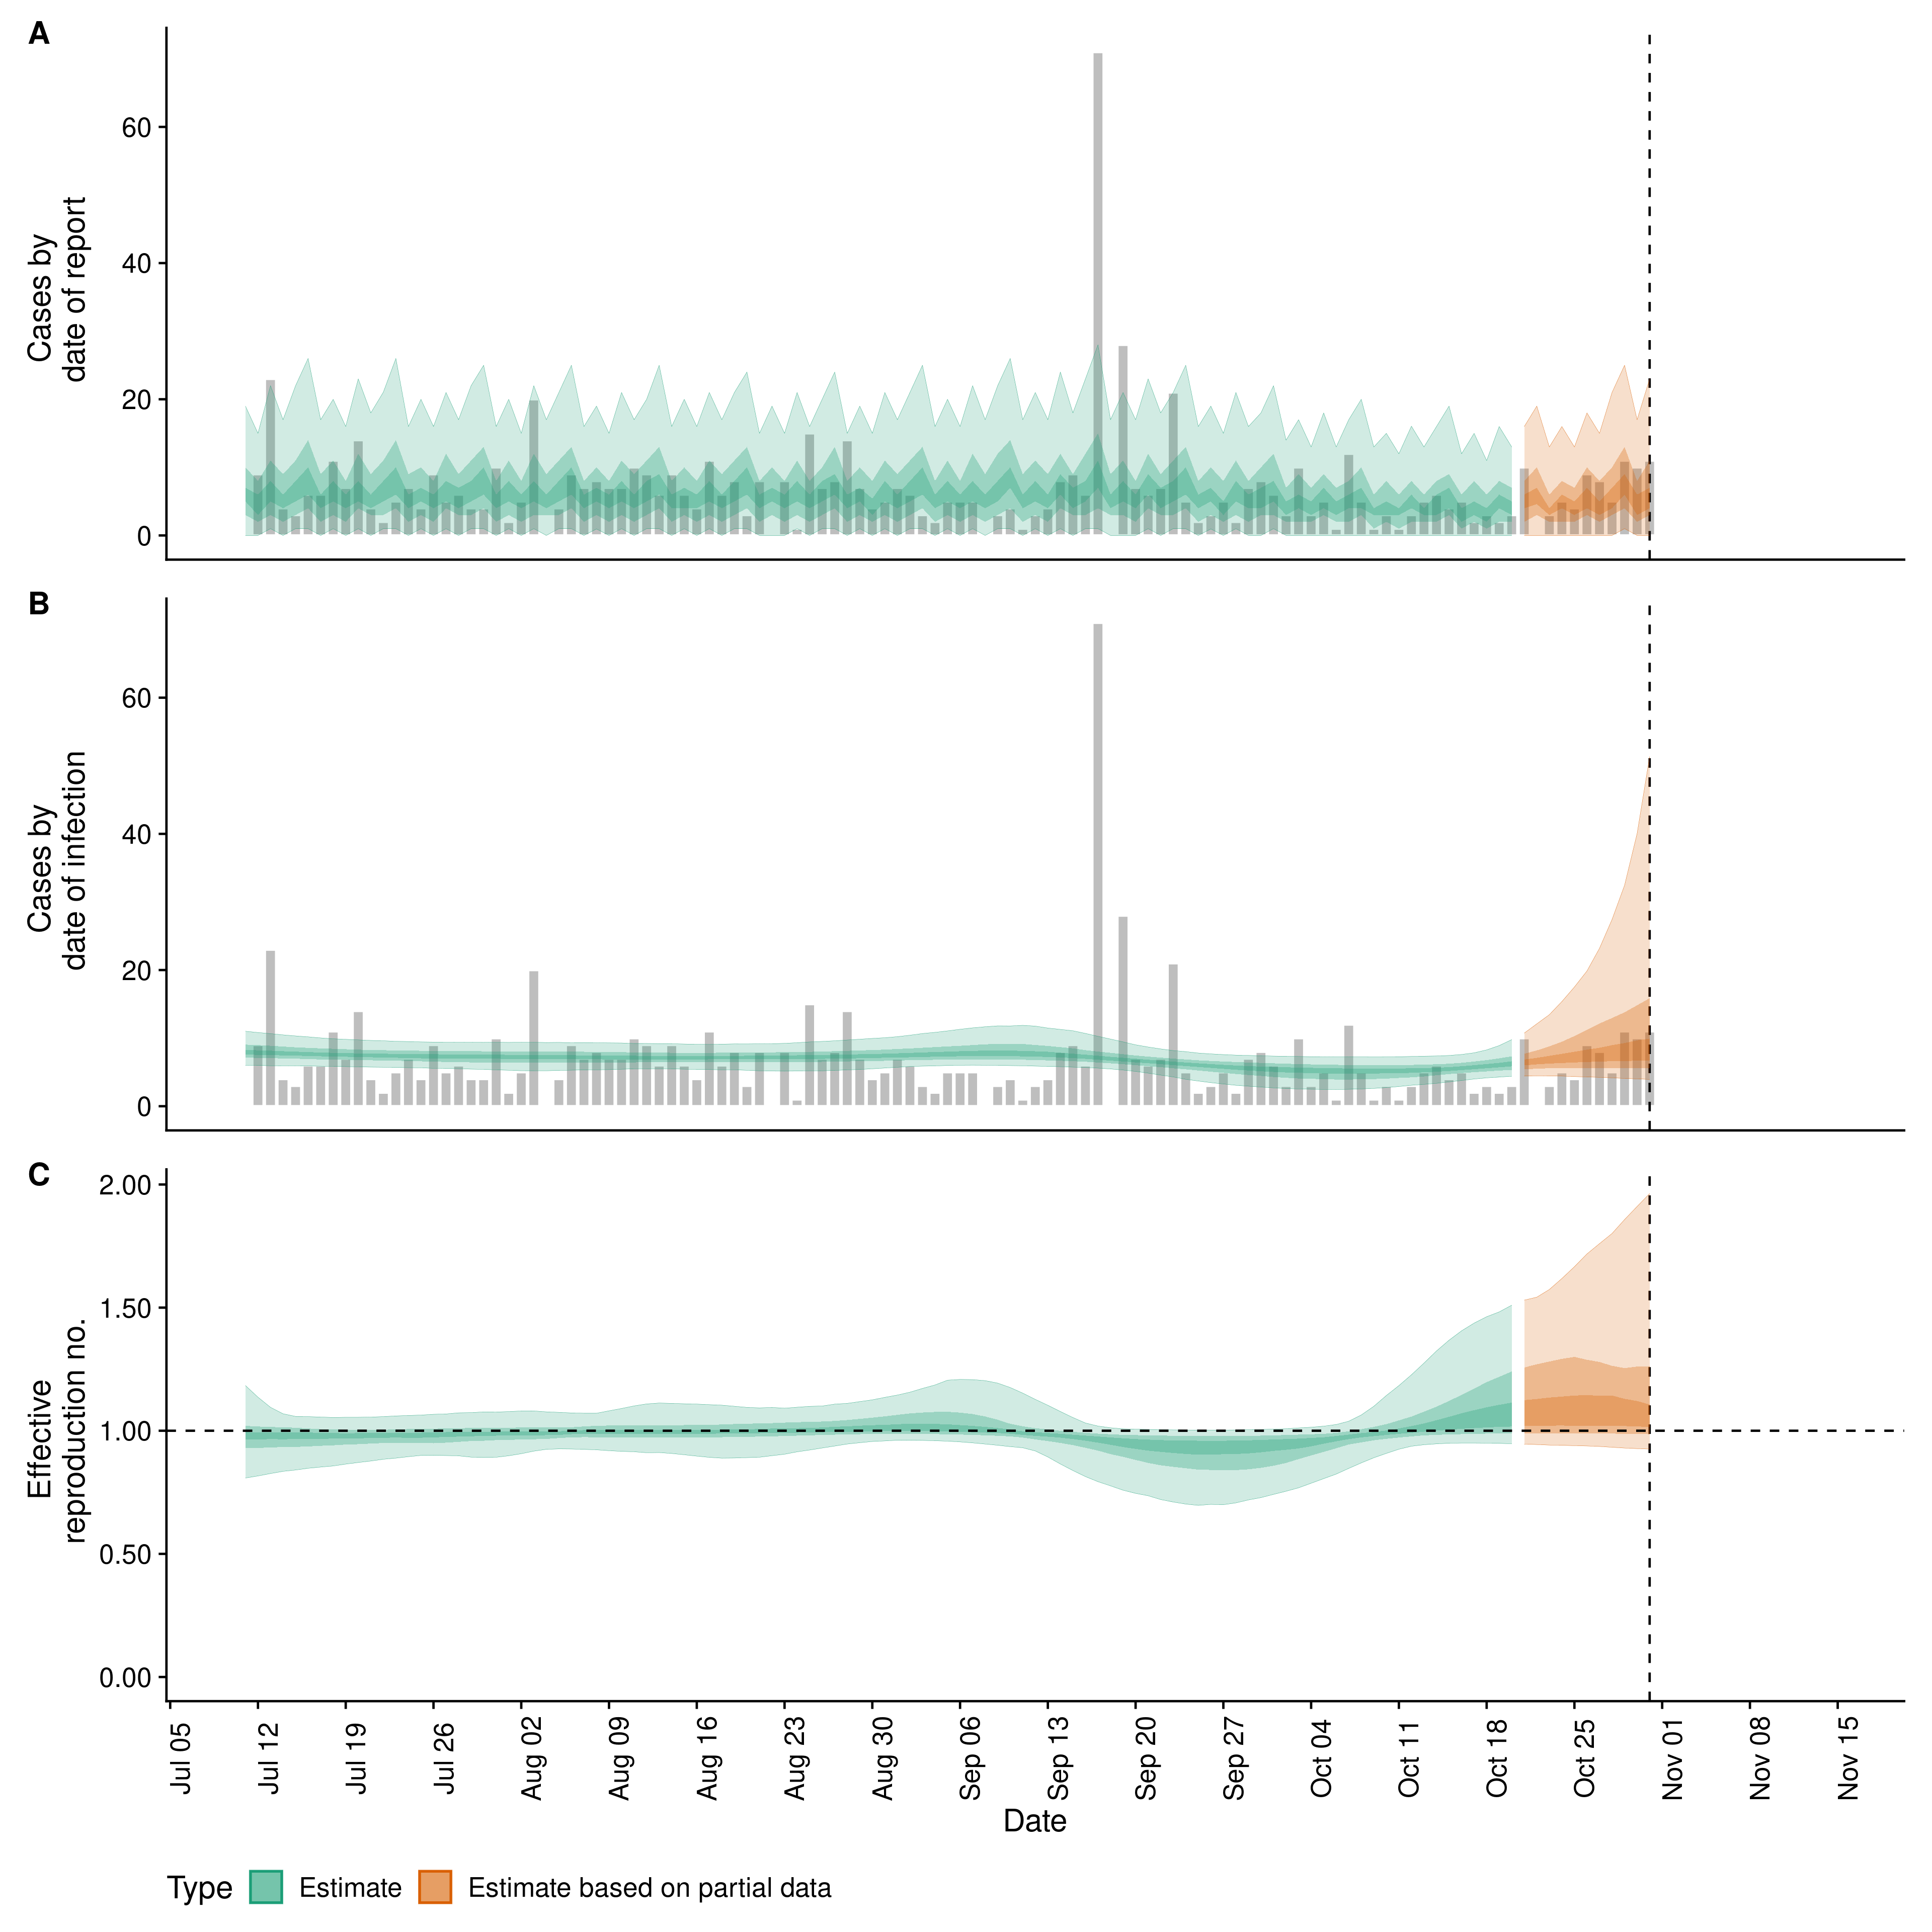 A
Cases by
date of report
60
40
20
0
B
Cases by
date of infection
60
40
20
0
C
Effective
reproduction no.
2.00
1.50
1.00
0.50
0.00
Jul 05
Jul 12
Jul 19
Jul 26
Aug 02
Aug 09
Aug 16
Aug 23
Aug 30
Sep 06
Sep 13
Sep 20
Sep 27
Oct 04
Oct 11
Oct 18
Oct 25
Nov 01
Nov 08
Nov 15
Date
Type Estimate Estimate based on partial data